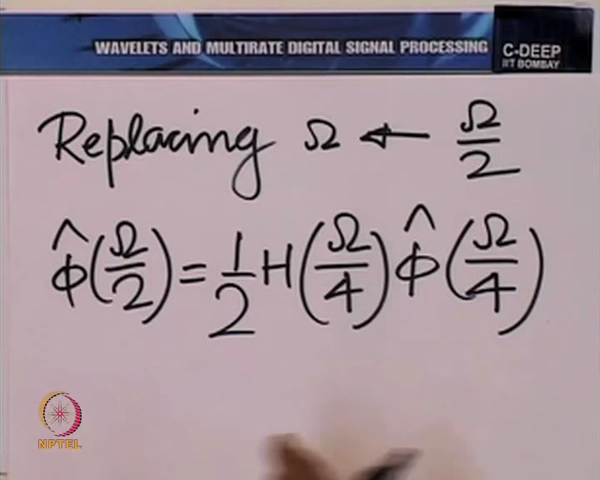 WAVELETS AND MULTIRATE DIGITAL SIGNAL PROCESSING
C-DEEP
IIT BOMBAY
Replacing Ω ← Ω/2
Φ̂(Ω/2) = 1/2 H(Ω/4) Φ̂(Ω/4)
NPTEL